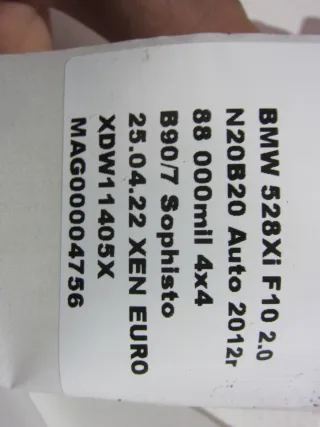 BMW 528Xi F10 2.0
N20B20 Auto 2012r
88 000mil 4x4
B90/7 Sophisto
25.04.22 XEN EURO
XDW11405X
MAG00004756